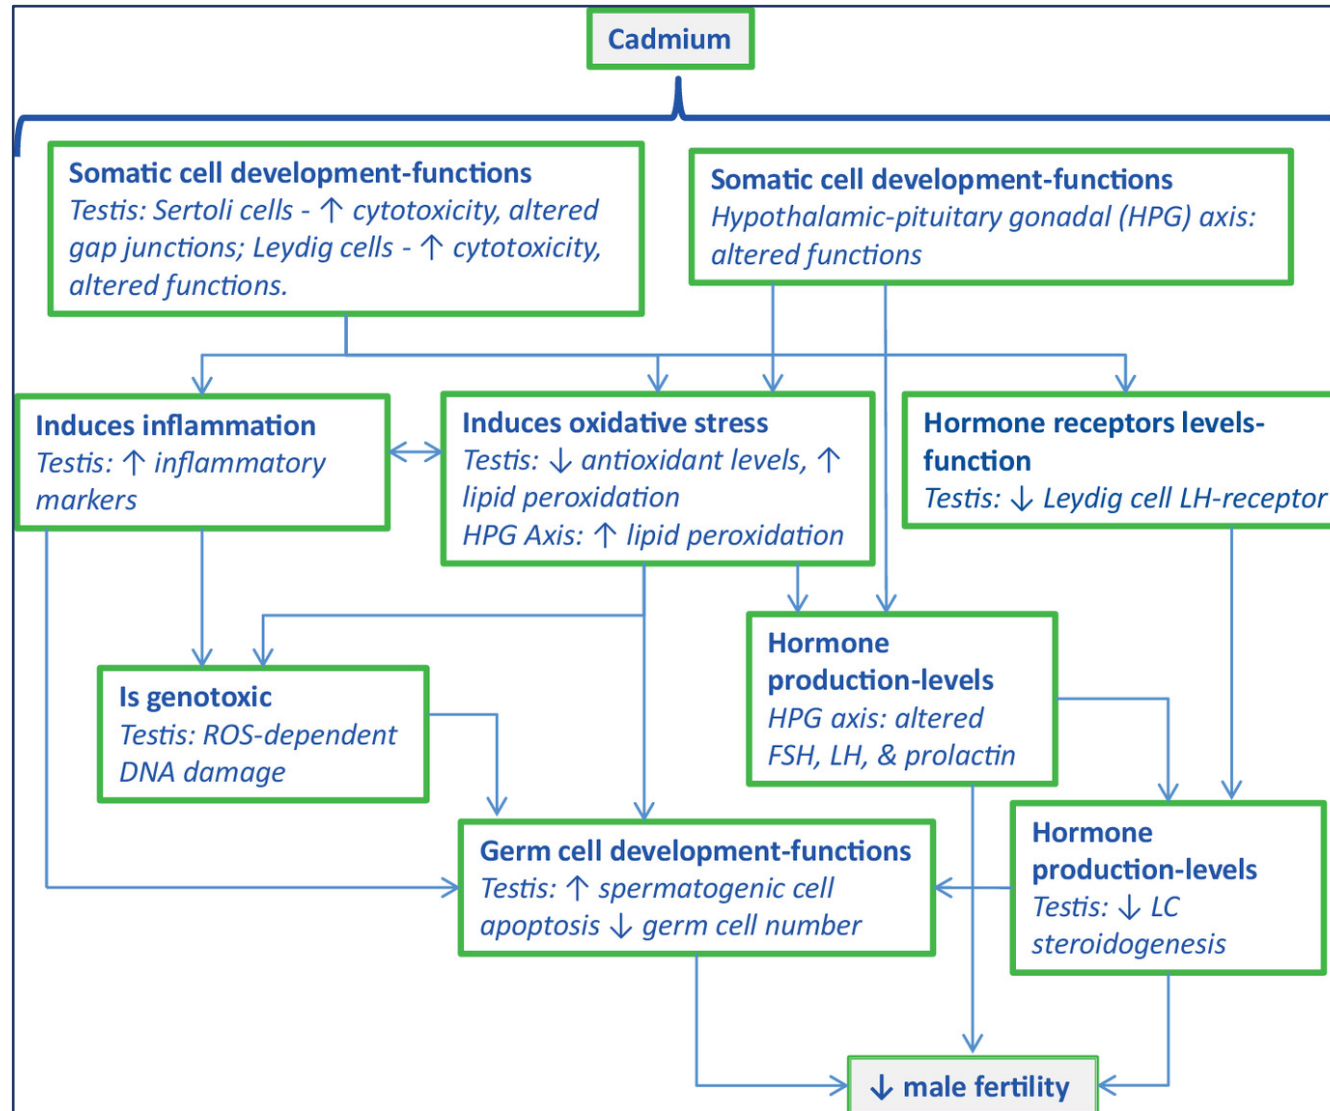 Cadmium
Somatic cell development-functions
Testis: Sertoli cells - ↑ cytotoxicity, altered
gap junctions; Leydig cells - ↑ cytotoxicity,
altered functions.
Somatic cell development-functions
Hypothalamic-pituitary gonadal (HPG) axis:
altered functions
Induces inflammation
Testis: ↑ inflammatory
markers
Induces oxidative stress
Testis: ↓ antioxidant levels, ↑
lipid peroxidation
HPG Axis: ↑ lipid peroxidation
Hormone receptors levels-
function
Testis: ↓ Leydig cell LH-receptor
Is genotoxic
Testis: ROS-dependent
DNA damage
Hormone
production-levels
HPG axis: altered
FSH, LH, & prolactin
Germ cell development-functions
Testis: ↑ spermatogenic cell
apoptosis ↓ germ cell number
Hormone
production-levels
Testis: ↓ LC
steroidogenesis
↓ male fertility